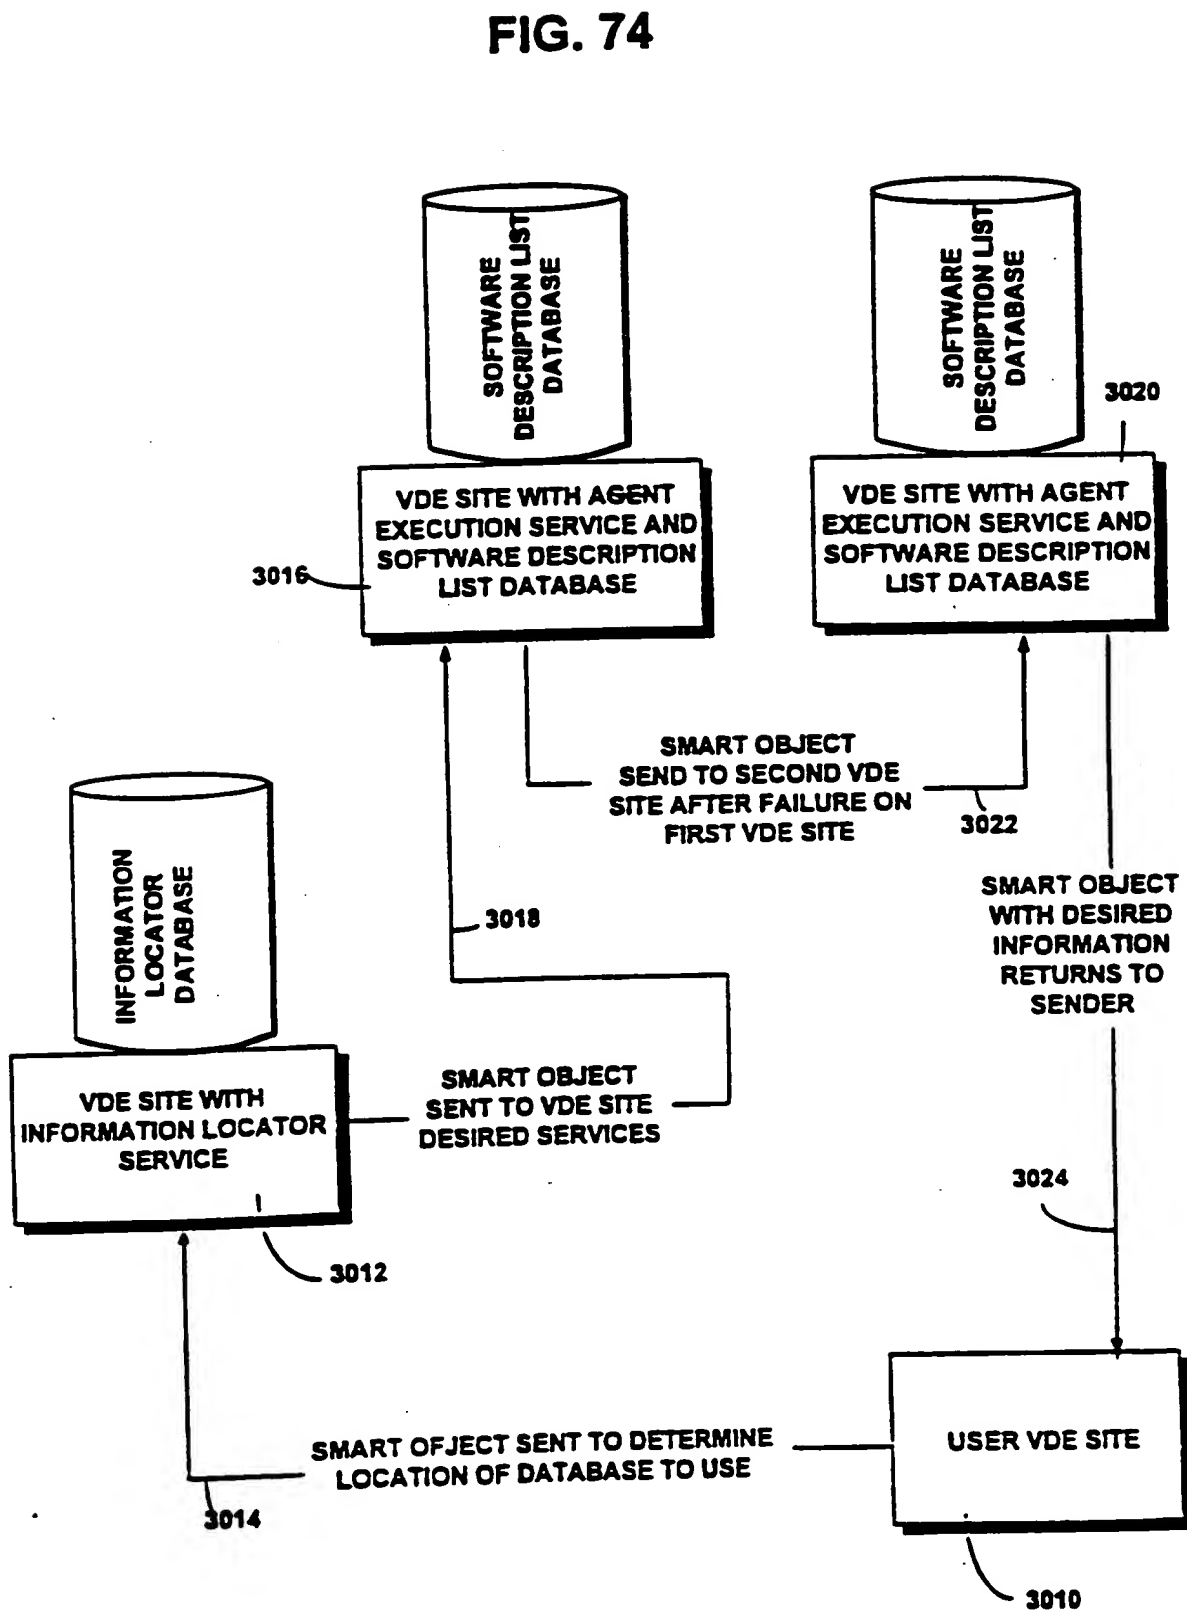 FIG. 74
SOFTWARE
DESCRIPTION LIST
DATABASE
SOFTWARE
DESCRIPTION LIST
DATABASE
3020
VDE SITE WITH AGENT
EXECUTION SERVICE AND
SOFTWARE DESCRIPTION
LIST DATABASE
3016
VDE SITE WITH AGENT
EXECUTION SERVICE AND
SOFTWARE DESCRIPTION
LIST DATABASE
SMART OBJECT
SEND TO SECOND VDE
SITE AFTER FAILURE ON
FIRST VDE SITE
3022
INFORMATION
LOCATOR
DATABASE
3018
SMART OBJECT
WITH DESIRED
INFORMATION
RETURNS TO
SENDER
VDE SITE WITH
INFORMATION LOCATOR
SERVICE
SMART OBJECT
SENT TO VDE SITE
DESIRED SERVICES
3024
3012
SMART OFJECT SENT TO DETERMINE
LOCATION OF DATABASE TO USE
USER VDE SITE
3014
3010